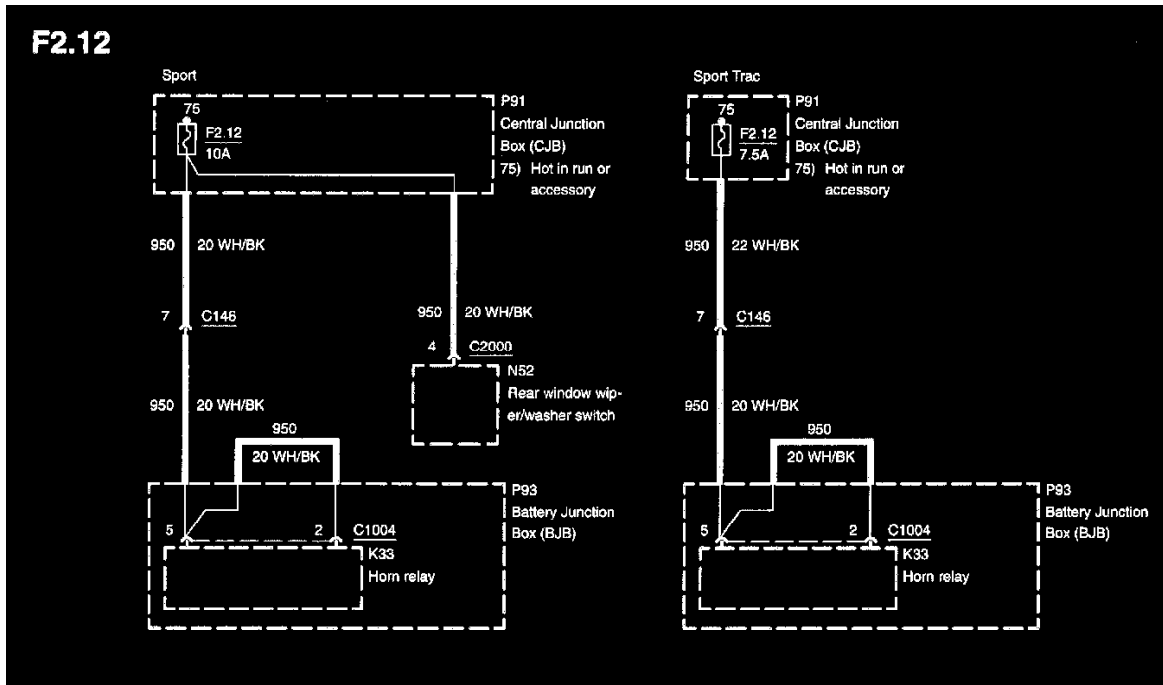 F2.12
Sport
75
F2.12
10A
P91
Central Junction
Box (CJB)
75) Hot in run or
accessory
950
20 WH/BK
7
C146
950
20 WH/BK
4
C2000
N52
Rear window wip-
er/washer switch
950
20 WH/BK
950
20 WH/BK
P93
Battery Junction
Box (BJB)
5
2
C1004
K33
Horn relay
Sport Trac
75
F2.12
7.5A
P91
Central Junction
Box (CJB)
75) Hot in run or
accessory
950
22 WH/BK
7
C146
950
20 WH/BK
950
20 WH/BK
P93
Battery Junction
Box (BJB)
5
2
C1004
K33
Horn relay